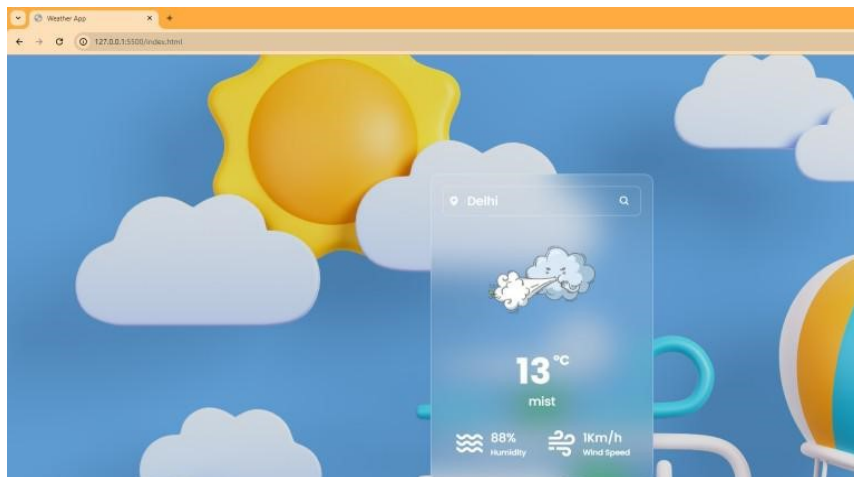 Weather App
127.0.0.1:5500/index.html
Delhi
13 °C
mist
88%
Humidity
1Km/h
Wind Speed